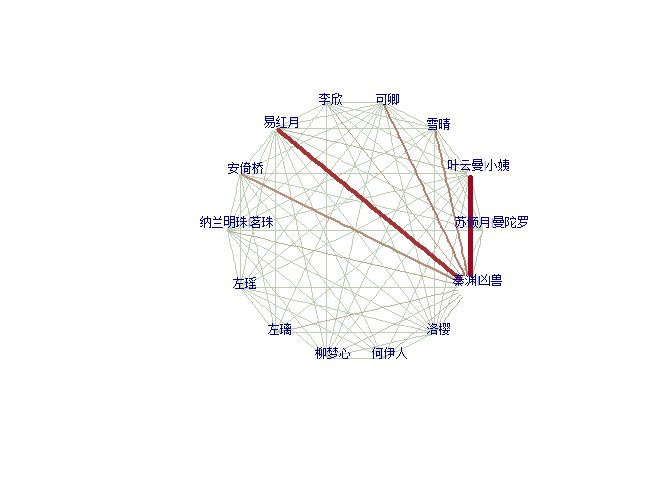 李欣
可卿
易红月
雪晴
安倚桥
叶云曼|小姨
纳兰明珠|茗珠
苏倾月|曼陀罗
左瑶
秦渊|凶兽
左璃
洛樱
柳梦心
何伊人